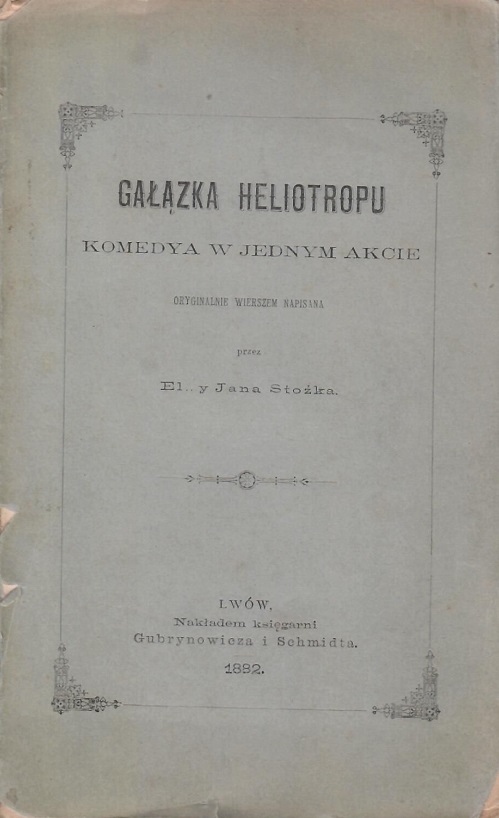 GAŁĄZKA HELIOTROPU
KOMEDYA W JEDNYM AKCIE
ORYGINALNIE WIERSZEM NAPISANA
przez
El.. y Jana Stożka.
LWÓW,
Nakładem księgarni
Gubrynowicza i Schmidta.
1882.